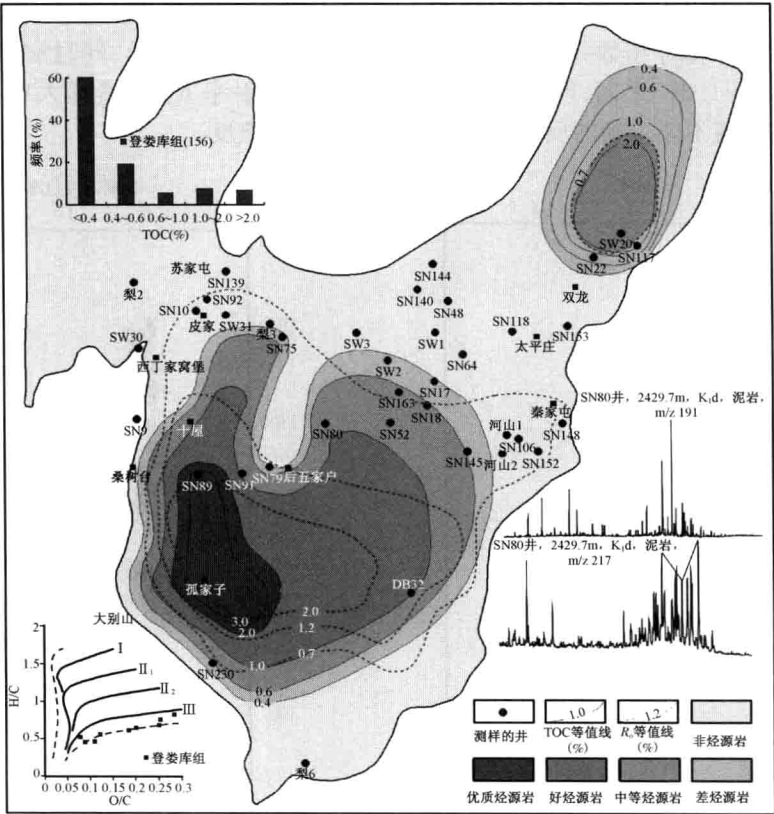 60
40
20
0
频率(%)
登娄库组(156)
<0.4 0.4~0.6 0.6~1.0 1.0~2.0 >2.0
TOC(%)
0.4
0.6
1.0
2.0
0.7
SW20
SN117
SN22
双龙
苏家屯
SN139
梨2
SN92
SN10
皮家
SW31
梨3
SN75
SW30
西丁家窝堡
SN144
SN140
SN48
SW3
SW1
SN118
太平庄
SN153
SN64
SW2
SN17
SN163
SN18
SN9
十屋
SN80
SN52
秦家屯
SN148
河山1
SN106
河山2
SN152
SN145
桑树台
SN89
SN91
SN79
后五家户
SN80井，2429.7m，K₁d，泥岩，
m/z 191
SN80井，2429.7m，K₁d，泥岩，
m/z 217
孤家子
DB32
大别山
3.0
2.0
2.0
1.2
1.0
0.7
0.6
0.4
SN230
梨6
2
1.5
1
0.5
0
H/C
I
II₁
II₂
III
登娄库组
0 0.05 0.1 0.15 0.2 0.25 0.3
O/C
1.0
1.2
测样的井
TOC等值线
(%)
Rₒ等值线
(%)
非烃源岩
优质烃源岩
好烃源岩
中等烃源岩
差烃源岩